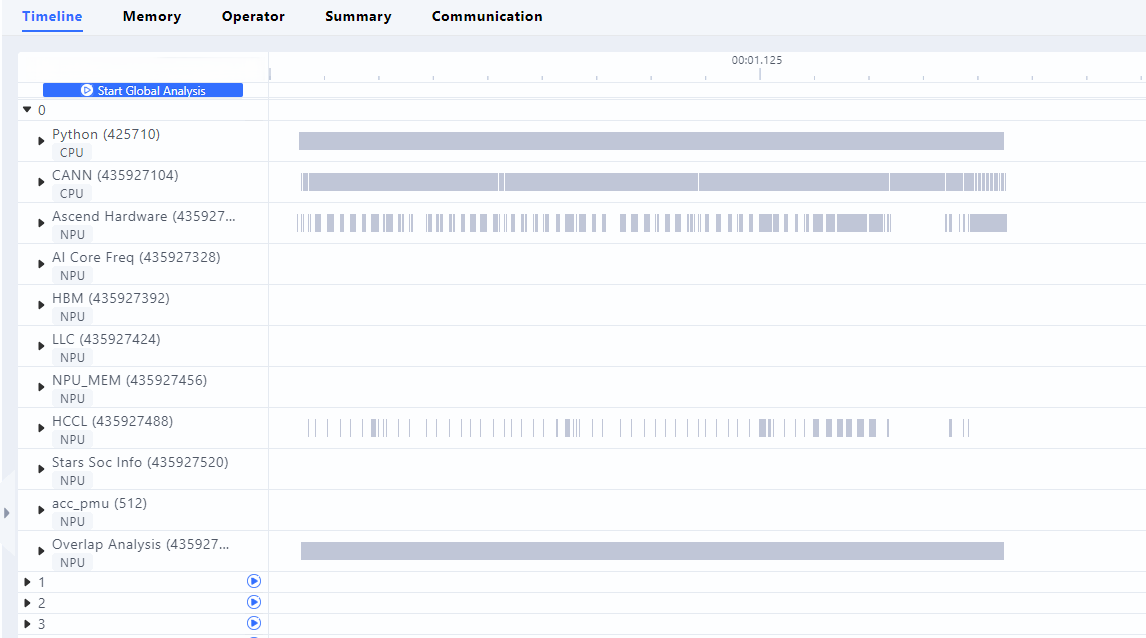 Timeline Memory Operator Summary Communication
00:01.125
Start Global Analysis
0
Python (425710)
CPU
CANN (435927104)
CPU
Ascend Hardware (435927...
NPU
AI Core Freq (435927328)
NPU
HBM (435927392)
NPU
LLC (435927424)
NPU
NPU_MEM (435927456)
NPU
HCCL (435927488)
NPU
Stars Soc Info (435927520)
NPU
acc_pmu (512)
NPU
Overlap Analysis (435927...
NPU
1
2
3